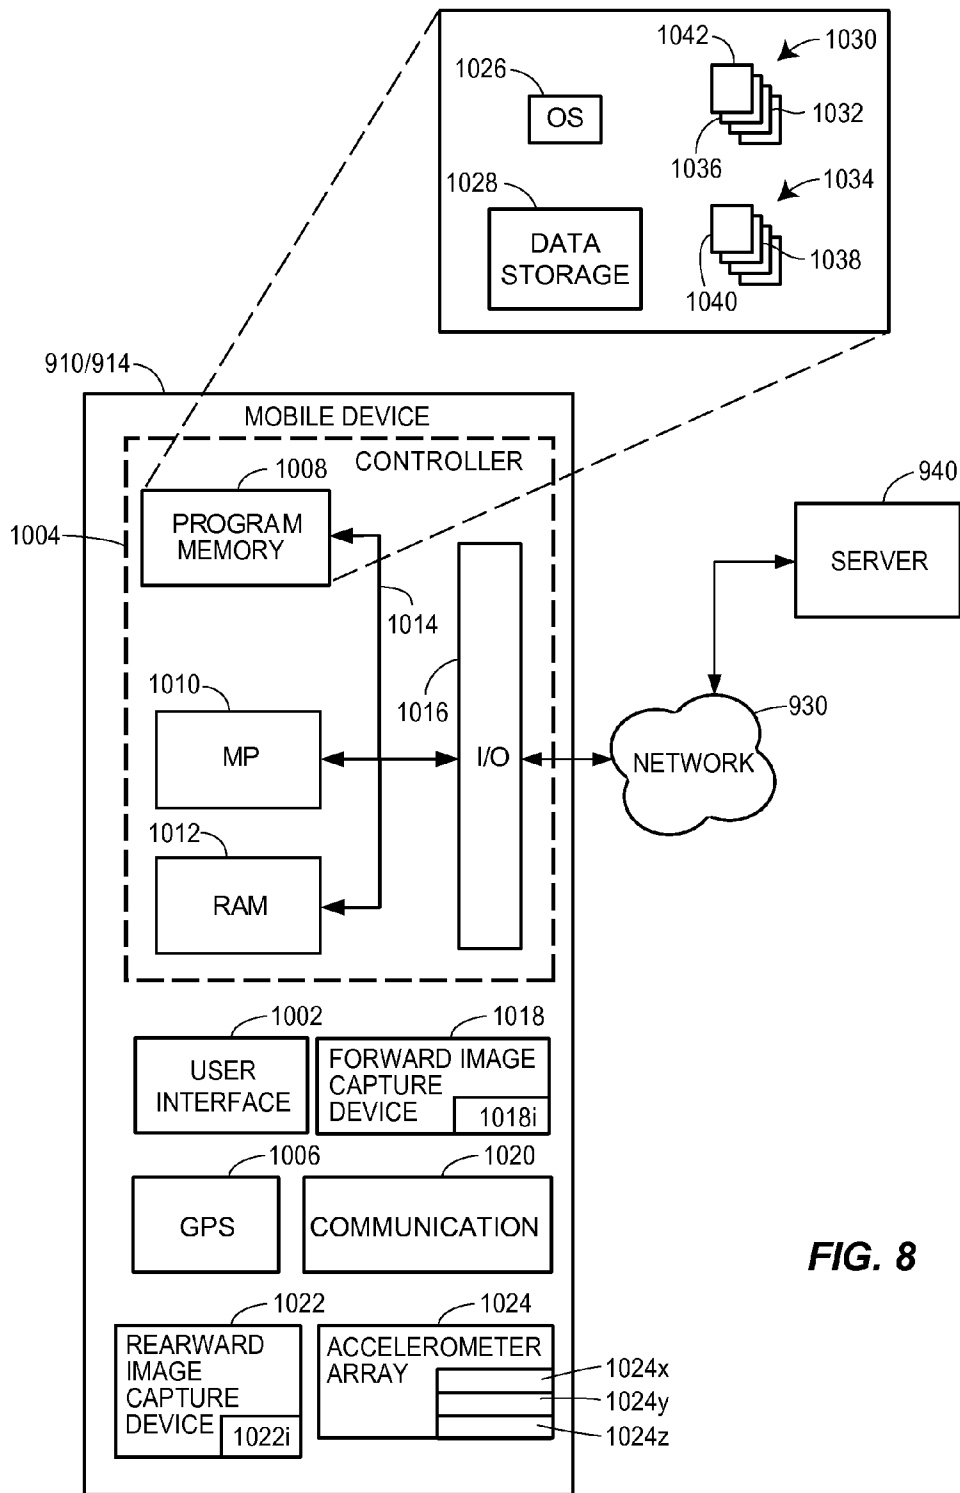 1042
1030
1026
OS
1032
1036
1028
1034
DATA
STORAGE
1038
1040
910/914
MOBILE DEVICE
CONTROLLER
1008
940
1004
PROGRAM
MEMORY
SERVER
1014
1010
1016
930
MP
I/O
NETWORK
1012
RAM
1002
1018
USER
INTERFACE
FORWARD IMAGE
CAPTURE
DEVICE
1018i
1006
1020
GPS
COMMUNICATION
FIG. 8
1022
1024
REARWARD
IMAGE
CAPTURE
DEVICE
1022i
ACCELEROMETER
ARRAY
1024x
1024y
1024z